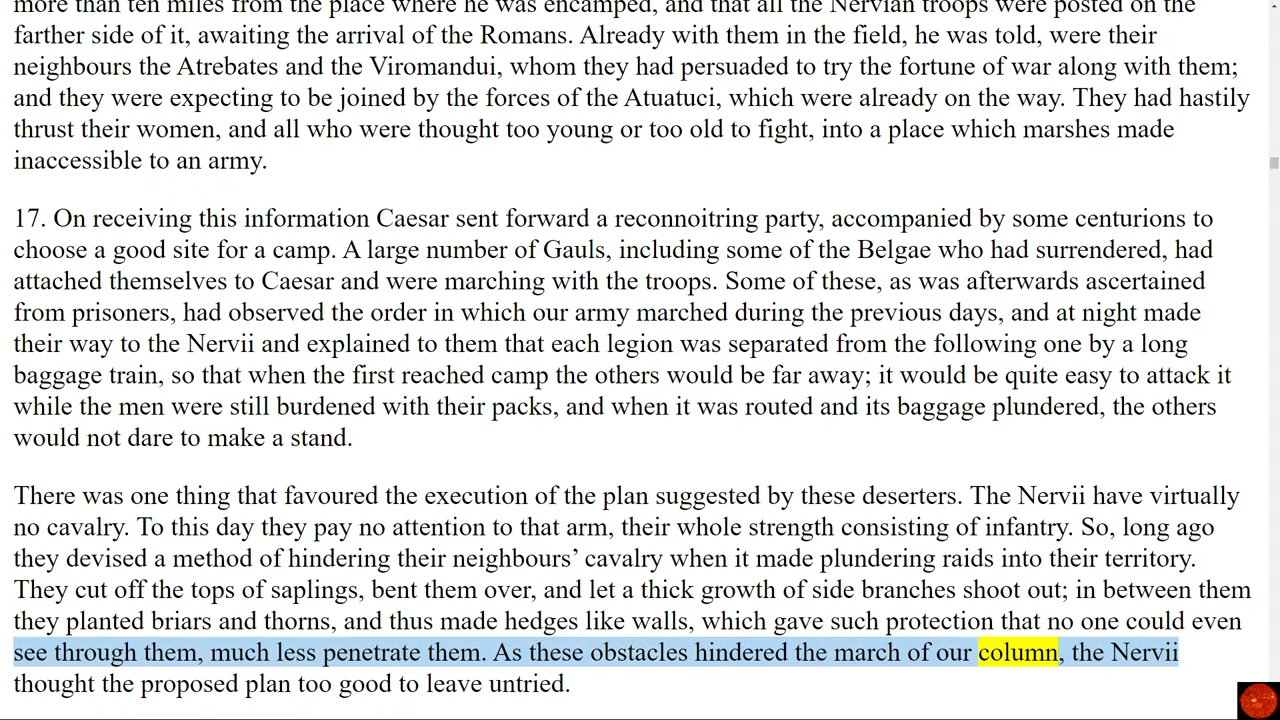 more than ten miles from the place where he was encamped, and that all the Nervian troops were posted on the
farther side of it, awaiting the arrival of the Romans. Already with them in the field, he was told, were their
neighbours the Atrebates and the Viromandui, whom they had persuaded to try the fortune of war along with them;
and they were expecting to be joined by the forces of the Atuatuci, which were already on the way. They had hastily
thrust their women, and all who were thought too young or too old to fight, into a place which marshes made
inaccessible to an army.
17. On receiving this information Caesar sent forward a reconnoitring party, accompanied by some centurions to
choose a good site for a camp. A large number of Gauls, including some of the Belgae who had surrendered, had
attached themselves to Caesar and were marching with the troops. Some of these, as was afterwards ascertained
from prisoners, had observed the order in which our army marched during the previous days, and at night made
their way to the Nervii and explained to them that each legion was separated from the following one by a long
baggage train, so that when the first reached camp the others would be far away; it would be quite easy to attack it
while the men were still burdened with their packs, and when it was routed and its baggage plundered, the others
would not dare to make a stand.
There was one thing that favoured the execution of the plan suggested by these deserters. The Nervii have virtually
no cavalry. To this day they pay no attention to that arm, their whole strength consisting of infantry. So, long ago
they devised a method of hindering their neighbours’ cavalry when it made plundering raids into their territory.
They cut off the tops of saplings, bent them over, and let a thick growth of side branches shoot out; in between them
they planted briars and thorns, and thus made hedges like walls, which gave such protection that no one could even
see through them, much less penetrate them. As these obstacles hindered the march of our column, the Nervii
thought the proposed plan too good to leave untried.